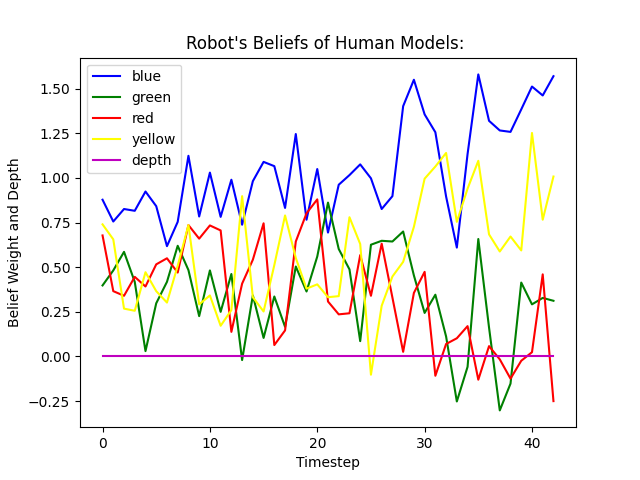 Robot's Beliefs of Human Models:
blue
green
red
yellow
depth
1.50
1.25
1.00
0.75
0.50
0.25
0.00
−0.25
Belief Weight and Depth
0 10 20 30 40
Timestep